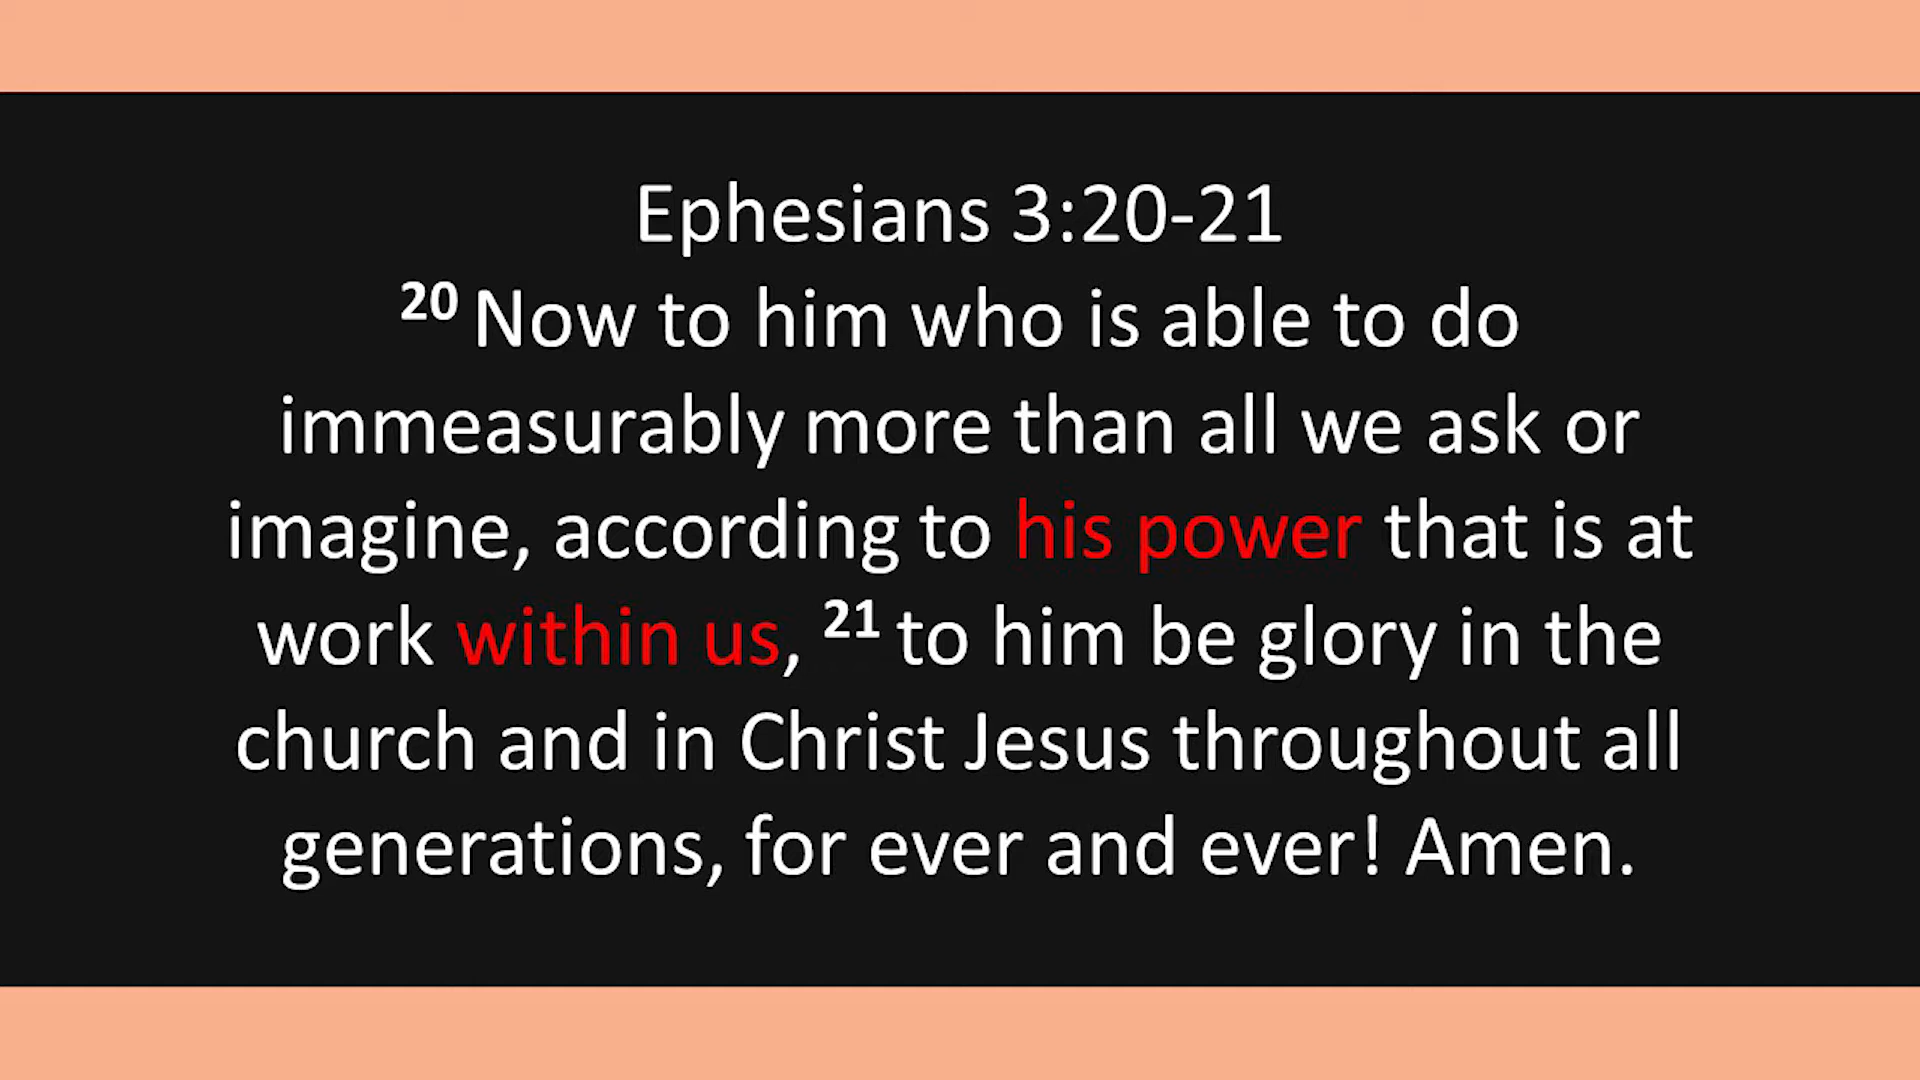 Ephesians 3:20-21
20 Now to him who is able to do
immeasurably more than all we ask or
imagine, according to his power that is at
work within us, 21 to him be glory in the
church and in Christ Jesus throughout all
generations, for ever and ever! Amen.